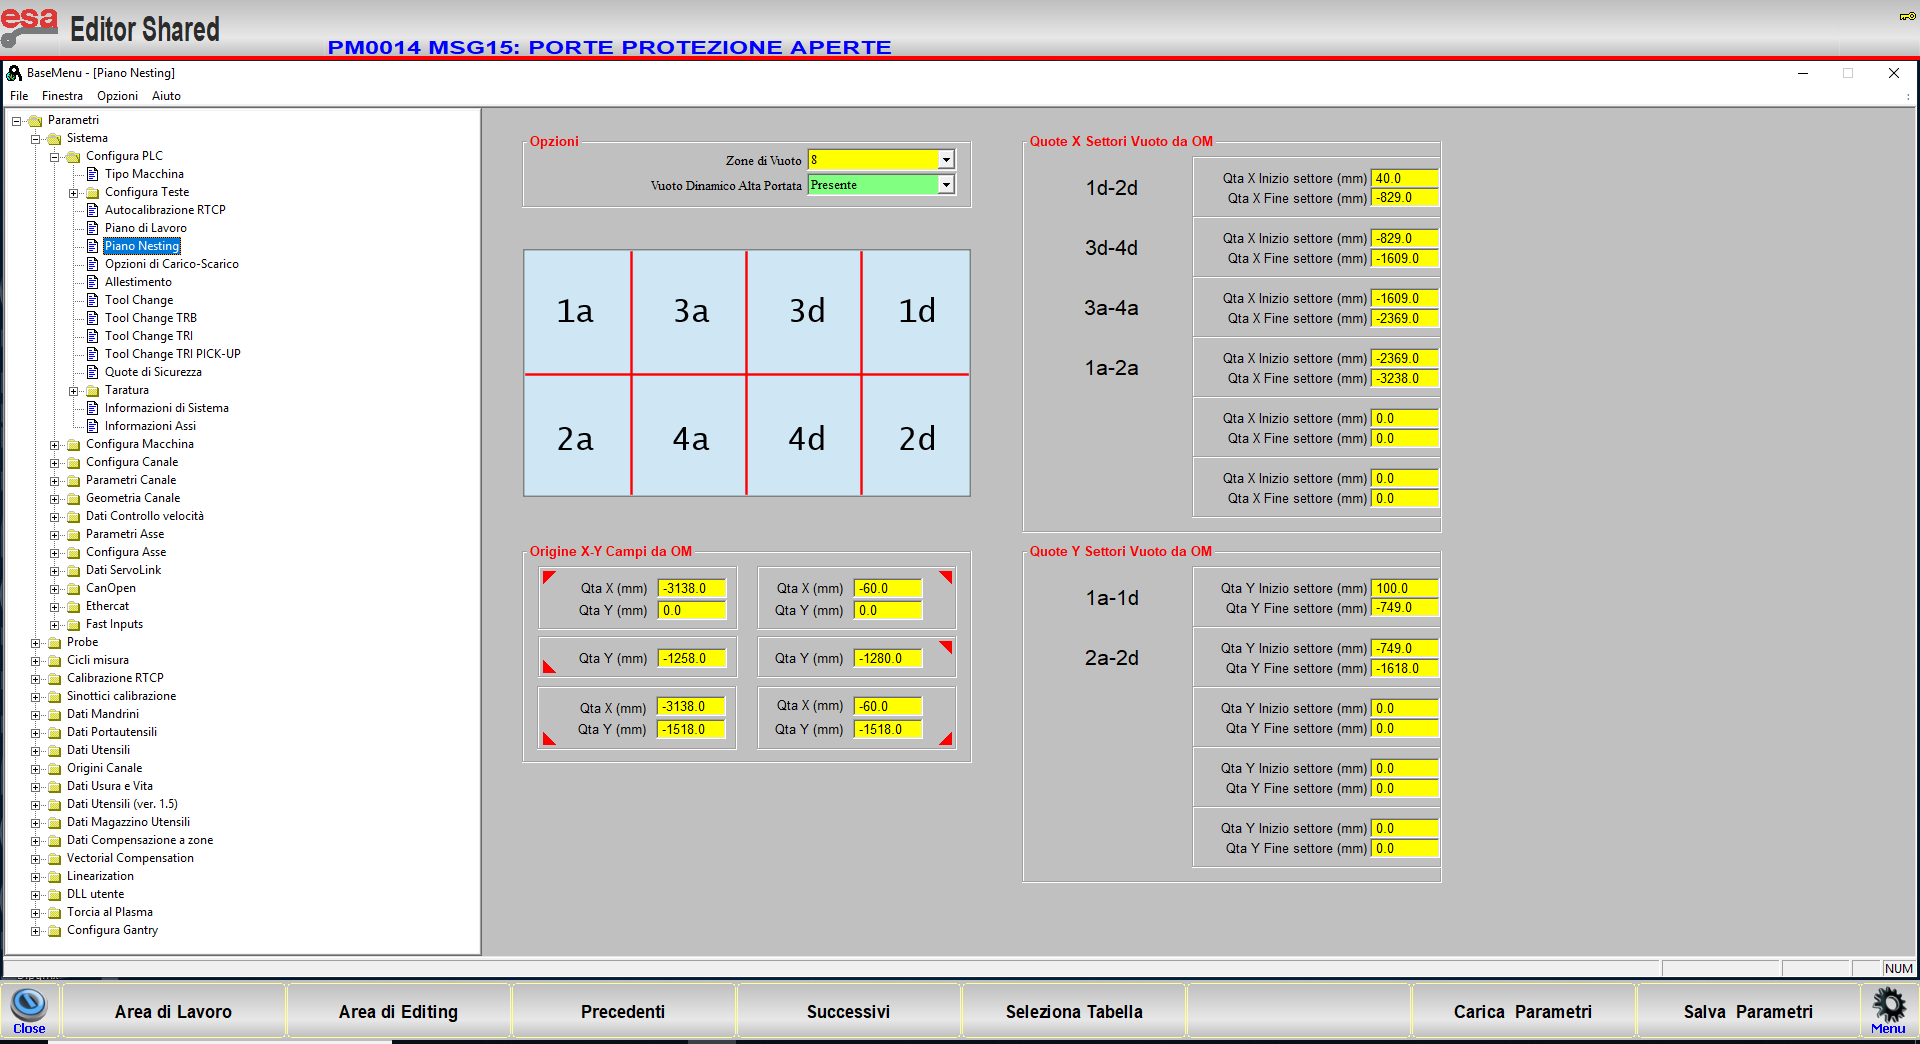 esa
Editor Shared
PM0014 MSG15: PORTE PROTEZIONE APERTE
BaseMenu - [Piano Nesting]
File Finestra Opzioni Aiuto
Parametri
Sistema
Configura PLC
Tipo Macchina
Configura Teste
Autocalibrazione RTCP
Piano di Lavoro
Piano Nesting
Opzioni di Carico-Scarico
Allestimento
Tool Change
Tool Change TRB
Tool Change TRI
Tool Change TRI PICK-UP
Quote di Sicurezza
Taratura
Informazioni di Sistema
Informazioni Assi
Configura Macchina
Configura Canale
Parametri Canale
Geometria Canale
Dati Controllo velocità
Parametri Asse
Configura Asse
Dati ServoLink
CanOpen
Ethercat
Fast Inputs
Probe
Cicli misura
Calibrazione RTCP
Sinottici calibrazione
Dati Mandrini
Dati Portautensili
Dati Utensili
Origini Canale
Dati Usura e Vita
Dati Utensili (ver. 1.5)
Dati Magazzino Utensili
Dati Compensazione a zone
Vectorial Compensation
Linearization
DLL utente
Torcia al Plasma
Configura Gantry
Opzioni
Zone di Vuoto 8
Vuoto Dinamico Alta Portata Presente
1a 3a 3d 1d
2a 4a 4d 2d
Origine X-Y Campi da OM
Qta X (mm) -3138.0 Qta X (mm) -60.0
Qta Y (mm) 0.0 Qta Y (mm) 0.0
Qta Y (mm) -1258.0 Qta Y (mm) -1280.0
Qta X (mm) -3138.0 Qta X (mm) -60.0
Qta Y (mm) -1518.0 Qta Y (mm) -1518.0
Quote X Settori Vuoto da OM
1d-2d
Qta X Inizio settore (mm) 40.0
Qta X Fine settore (mm) -829.0
3d-4d
Qta X Inizio settore (mm) -829.0
Qta X Fine settore (mm) -1609.0
3a-4a
Qta X Inizio settore (mm) -1609.0
Qta X Fine settore (mm) -2369.0
1a-2a
Qta X Inizio settore (mm) -2369.0
Qta X Fine settore (mm) -3238.0
Qta X Inizio settore (mm) 0.0
Qta X Fine settore (mm) 0.0
Qta X Inizio settore (mm) 0.0
Qta X Fine settore (mm) 0.0
Quote Y Settori Vuoto da OM
1a-1d
Qta Y Inizio settore (mm) 100.0
Qta Y Fine settore (mm) -749.0
2a-2d
Qta Y Inizio settore (mm) -749.0
Qta Y Fine settore (mm) -1618.0
Qta Y Inizio settore (mm) 0.0
Qta Y Fine settore (mm) 0.0
Qta Y Inizio settore (mm) 0.0
Qta Y Fine settore (mm) 0.0
Qta Y Inizio settore (mm) 0.0
Qta Y Fine settore (mm) 0.0
NUM
Close
Area di Lavoro
Area di Editing
Precedenti
Successivi
Seleziona Tabella
Carica Parametri
Salva Parametri
Menu